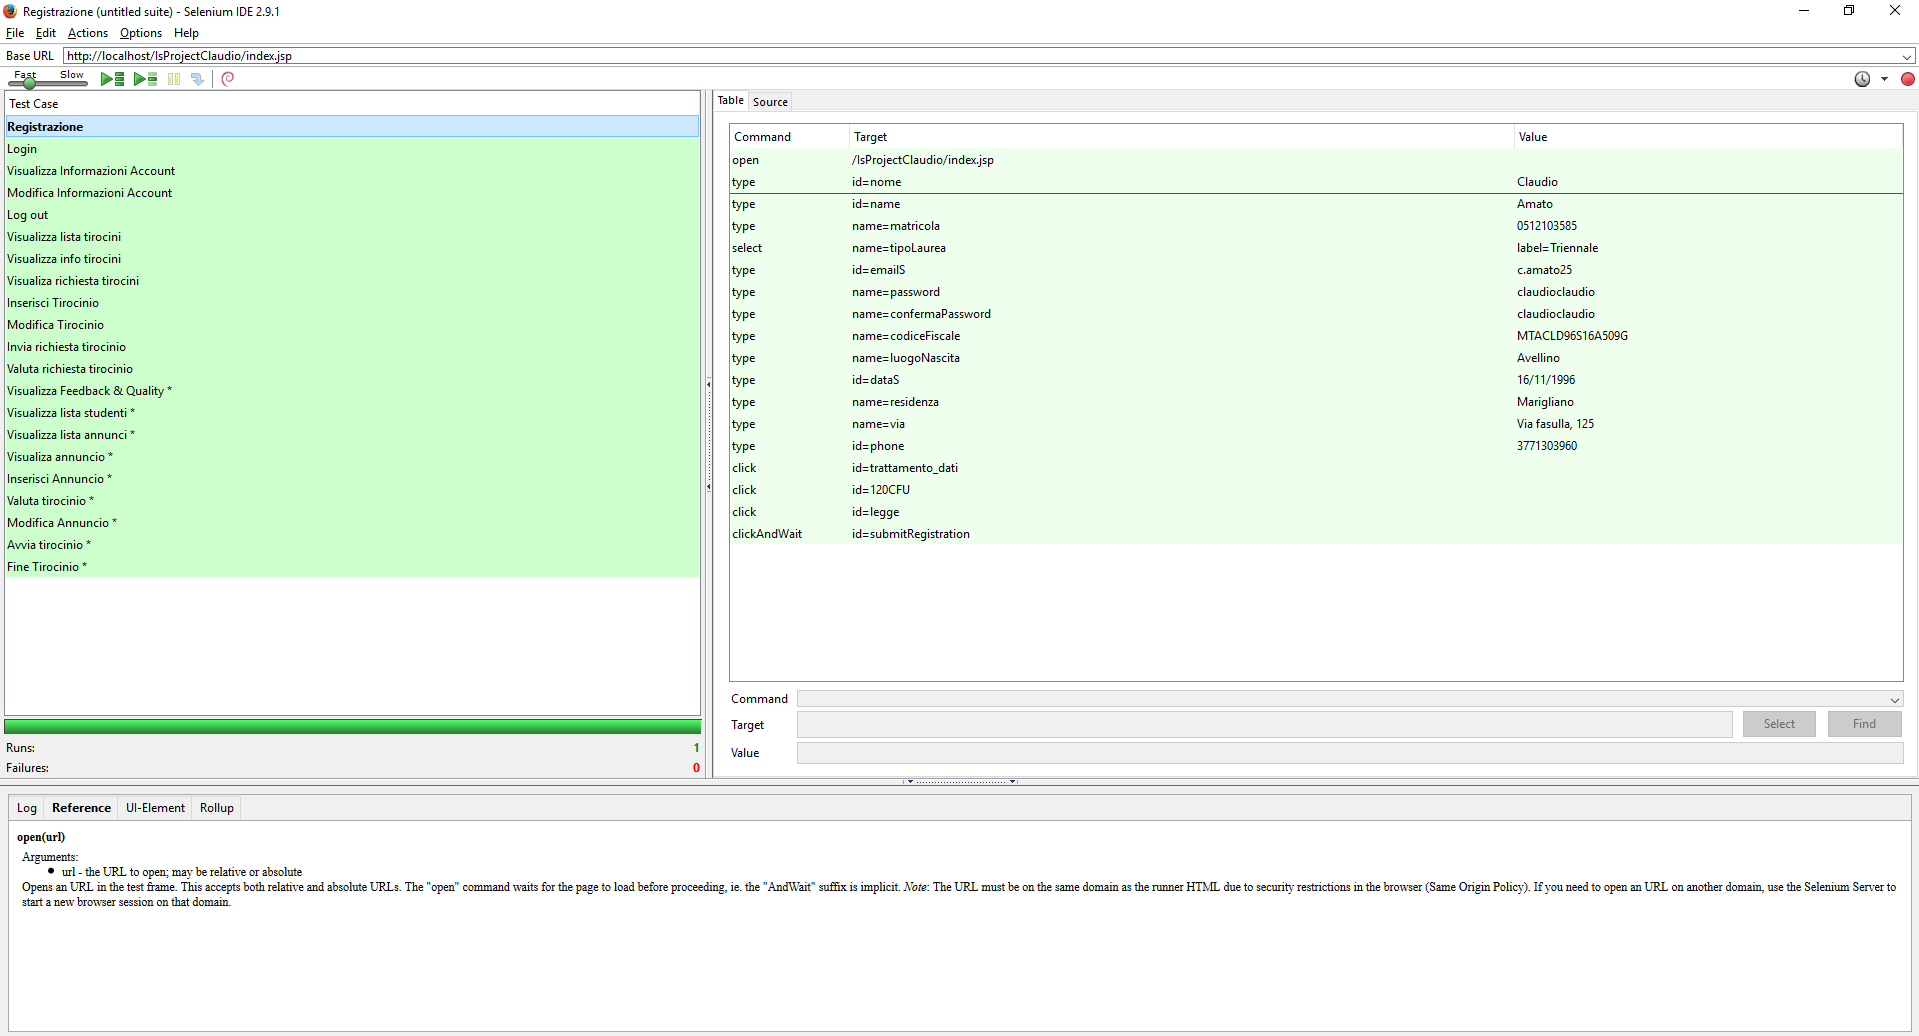 Registrazione (untitled suite) - Selenium IDE 2.9.1
File Edit Actions Options Help
Base URL http://localhost/IsProjectClaudio/index.jsp
Fast Slow
Test Case
Registrazione
Login
Visualizza Informazioni Account
Modifica Informazioni Account
Log out
Visualizza lista tirocini
Visualizza info tirocini
Visualiza richiesta tirocini
Inserisci Tirocinio
Modifica Tirocinio
Invia richiesta tirocinio
Valuta richiesta tirocinio
Visualizza Feedback & Quality *
Visualizza lista studenti *
Visualizza lista annunci *
Visualiza annuncio *
Inserisci Annuncio *
Valuta tirocinio *
Modifica Annuncio *
Avvia tirocinio *
Fine Tirocinio *
Runs: 1
Failures: 0
Table Source
Command Target Value
open /IsProjectClaudio/index.jsp
type id=nome Claudio
type id=name Amato
type name=matricola 0512103585
select name=tipoLaurea label=Triennale
type id=emailS c.amato25
type name=password claudioclaudio
type name=confermaPassword claudioclaudio
type name=codiceFiscale MTACLD96S16A509G
type name=luogoNascita Avellino
type id=dataS 16/11/1996
type name=residenza Marigliano
type name=via Via fasulla, 125
type id=phone 3771303960
click id=trattamento_dati
click id=120CFU
click id=legge
clickAndWait id=submitRegistration
Command
Target Select Find
Value
Log Reference UI-Element Rollup
open(url)
Arguments:
• url - the URL to open; may be relative or absolute
Opens an URL in the test frame. This accepts both relative and absolute URLs. The "open" command waits for the page to load before proceeding, ie. the "AndWait" suffix is implicit. Note: The URL must be on the same domain as the runner HTML due to security restrictions in the browser (Same Origin Policy). If you need to open an URL on another domain, use the Selenium Server to
start a new browser session on that domain.